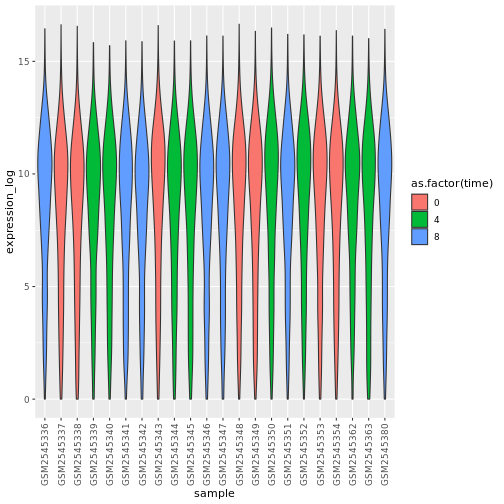 expression_log
15
10
5
0
GSM2545336
GSM2545337
GSM2545338
GSM2545339
GSM2545340
GSM2545341
GSM2545342
GSM2545343
GSM2545344
GSM2545345
GSM2545346
GSM2545347
GSM2545348
GSM2545349
GSM2545350
GSM2545351
GSM2545352
GSM2545353
GSM2545354
GSM2545362
GSM2545363
GSM2545380
sample
as.factor(time)
0
4
8